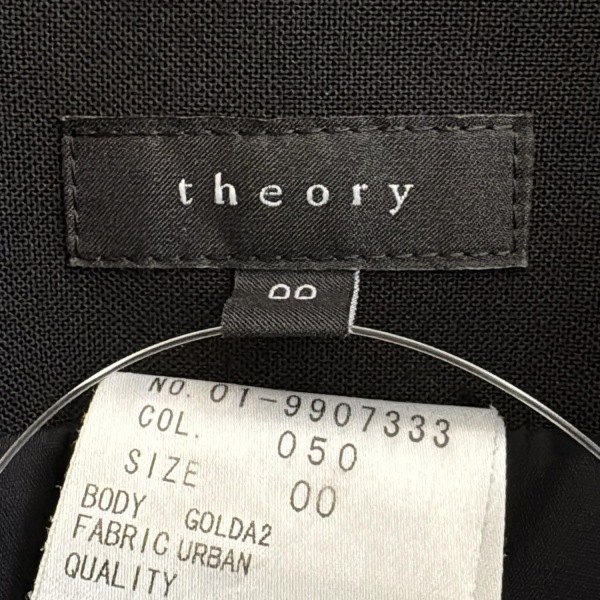 theory
00
NO. 01-9907333
COL. 050
SIZE 00
BODY GOLDA2
FABRIC URBAN
QUALITY